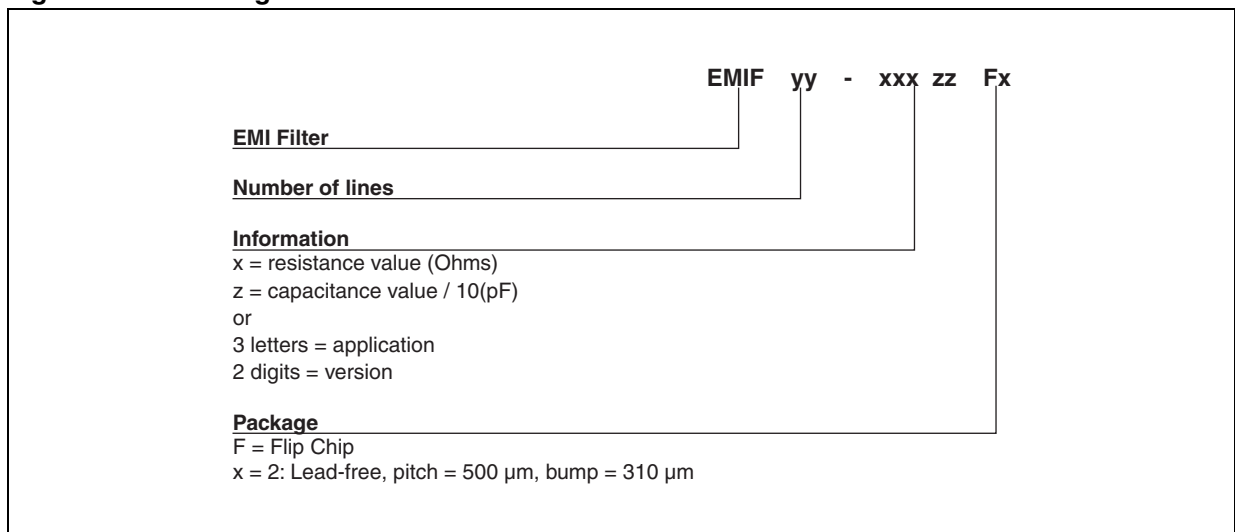 EMIF yy - xxx zz Fx
EMI Filter
Number of lines
Information
x = resistance value (Ohms)
z = capacitance value / 10(pF)
or
3 letters = application
2 digits = version
Package
F = Flip Chip
x = 2: Lead-free, pitch = 500 µm, bump = 310 µm